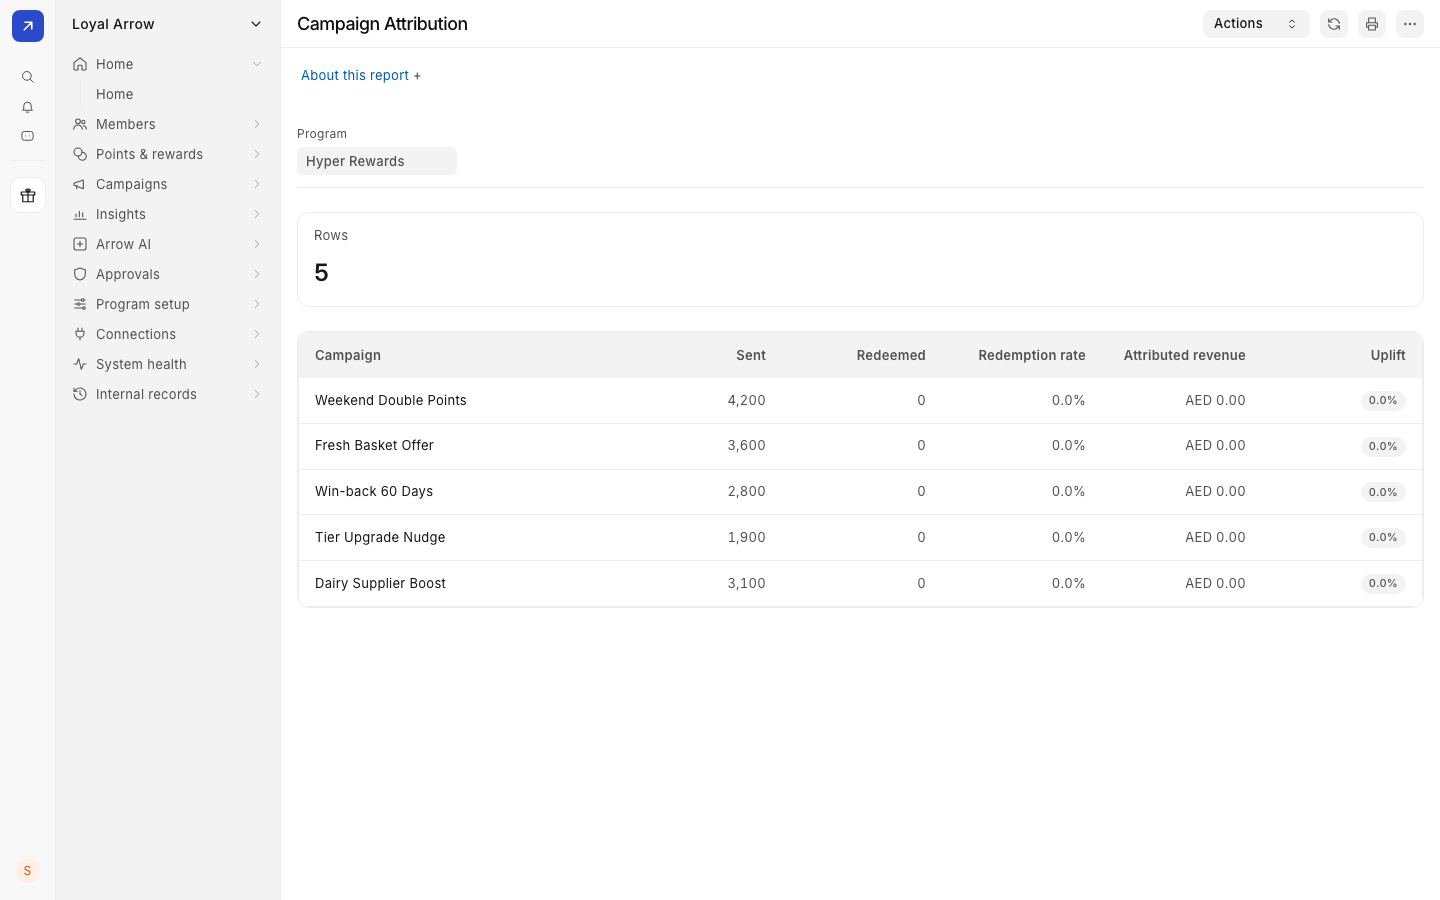 Loyal Arrow
Home
Home
Members
Points & rewards
Campaigns
Insights
Arrow AI
Approvals
Program setup
Connections
System health
Internal records
S
Campaign Attribution
Actions
About this report +
Program
Hyper Rewards
Rows
5
Campaign Sent Redeemed Redemption rate Attributed revenue Uplift
Weekend Double Points 4,200 0 0.0% AED 0.00 0.0%
Fresh Basket Offer 3,600 0 0.0% AED 0.00 0.0%
Win-back 60 Days 2,800 0 0.0% AED 0.00 0.0%
Tier Upgrade Nudge 1,900 0 0.0% AED 0.00 0.0%
Dairy Supplier Boost 3,100 0 0.0% AED 0.00 0.0%